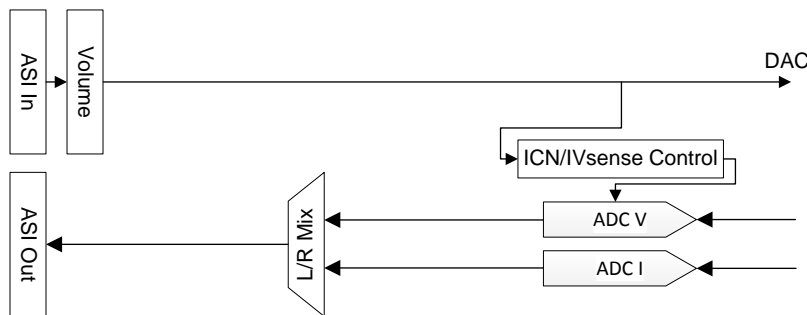 ASI In
Volume
DAC
ICN/IVsense Control
ASI Out
L/R Mix
ADC V
ADC I